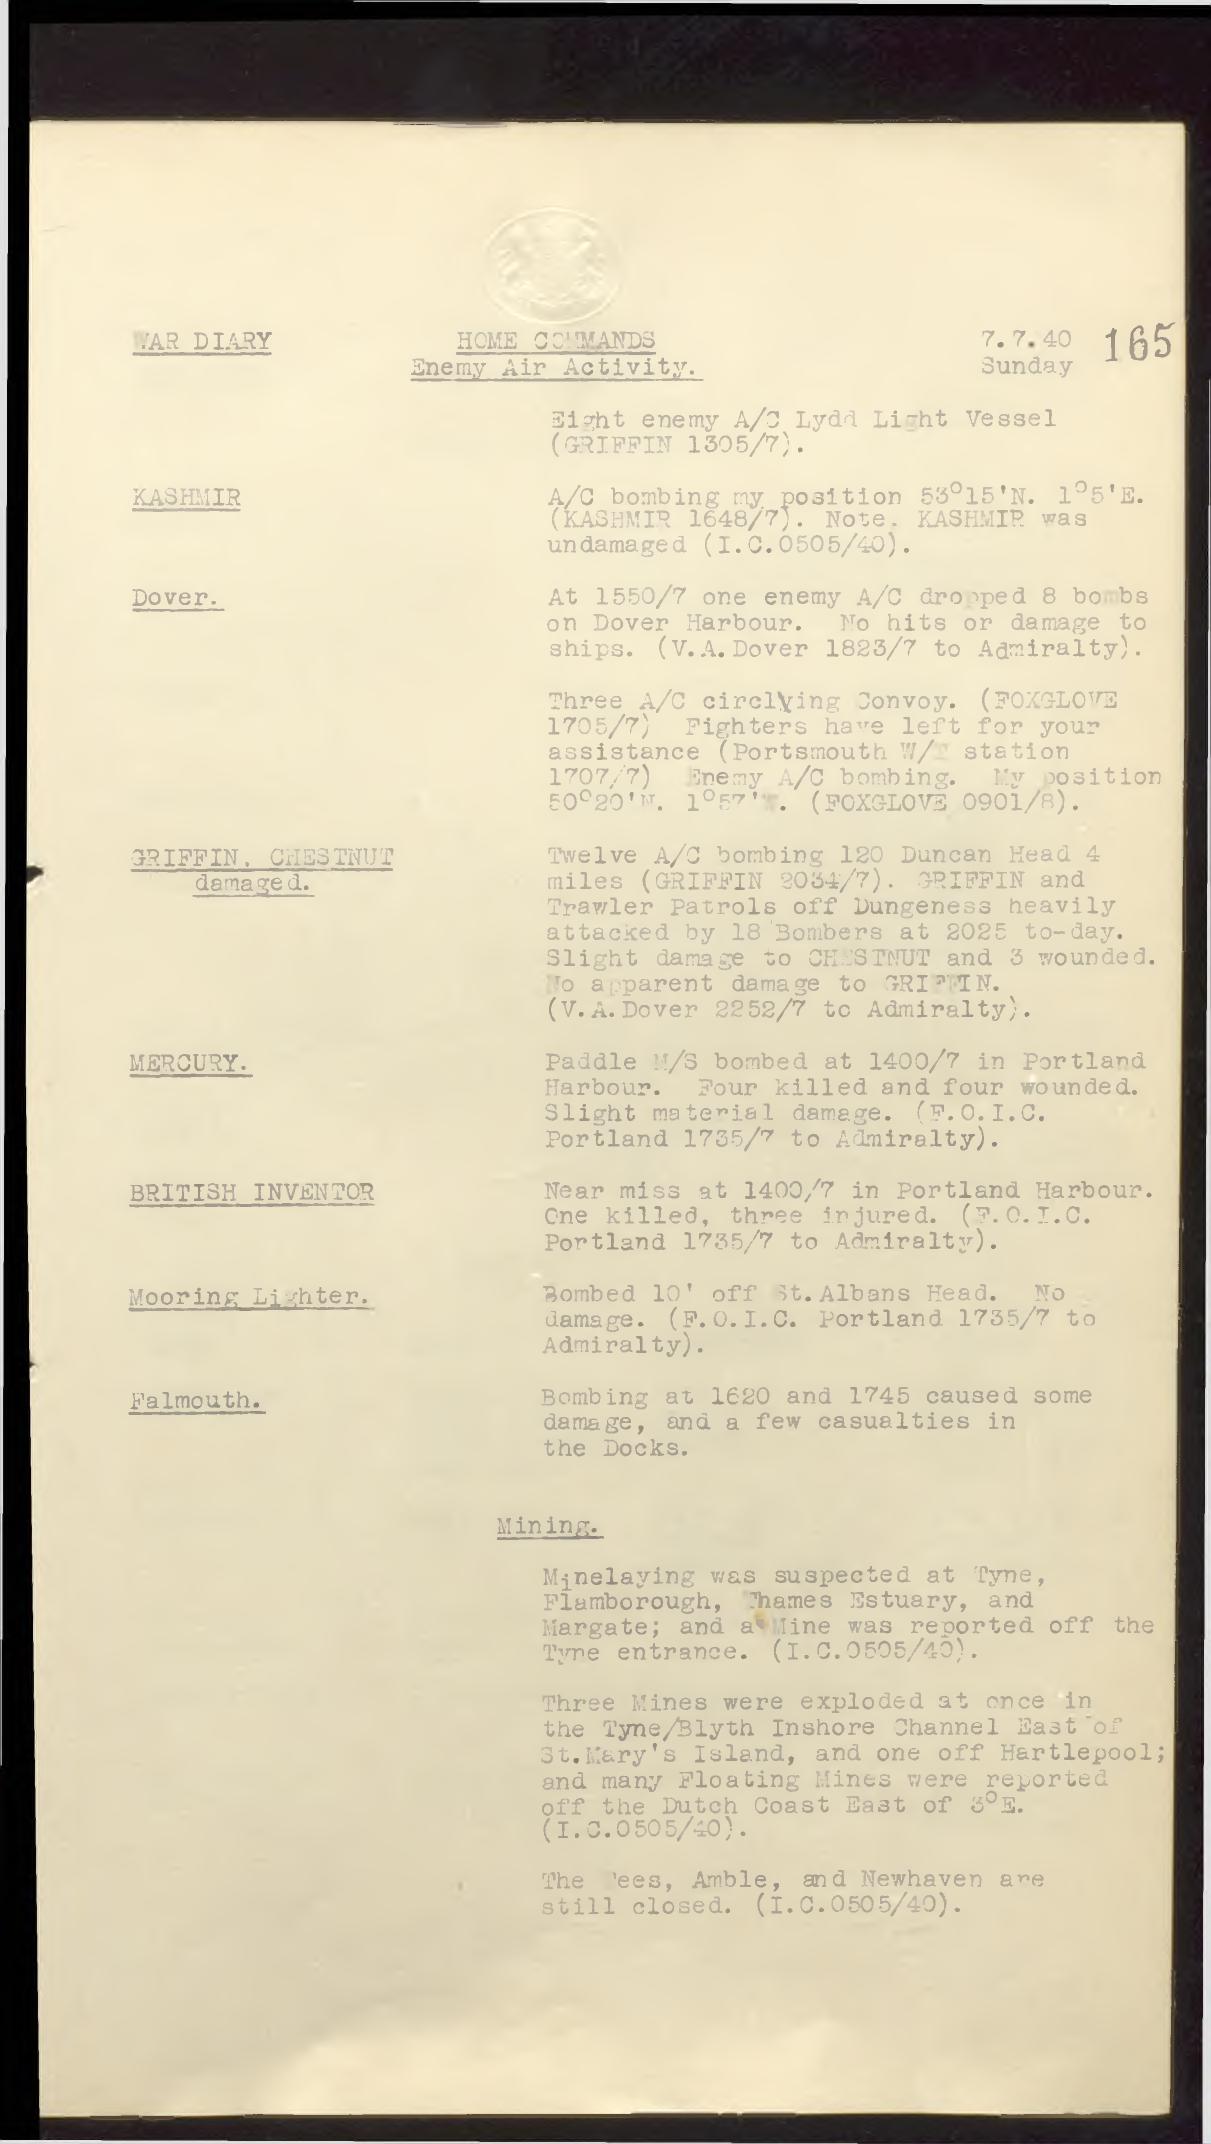 WAR DIARY HOME COMMANDS 7.7.40 165
Enemy Air Activity. Sunday
Eight enemy A/C Lydd Light Vessel
(GRIFFIN 1305/7).
KASHMIR A/C bombing my position 53°15'N. 1°5'E.
(KASHMIR 1648/7). Note. KASHMIR was
undamaged (I.C.0505/40).
Dover. At 1550/7 one enemy A/C dropped 8 bombs
on Dover Harbour. No hits or damage to
ships. (V.A.Dover 1823/7 to Admiralty).
Three A/C circlying Convoy. (FOXGLOVE
1705/7) Fighters have left for your
assistance (Portsmouth W/T station
1707/7) Enemy A/C bombing. My position
50°20'N. 1°57' . (FOXGLOVE 0901/8).
GRIFFIN, CHESTNUT Twelve A/C bombing 120 Duncan Head 4
damaged. miles (GRIFFIN 2034/7). GRIFFIN and
Trawler Patrols off Dungeness heavily
attacked by 18 Bombers at 2025 to-day.
Slight damage to CHESTNUT and 3 wounded.
No apparent damage to GRIFFIN.
(V.A.Dover 2252/7 to Admiralty).
MERCURY. Paddle M/S bombed at 1400/7 in Portland
Harbour. Four killed and four wounded.
Slight material damage. (F.O.I.C.
Portland 1735/7 to Admiralty).
BRITISH INVENTOR Near miss at 1400/7 in Portland Harbour.
One killed, three injured. (F.O.I.C.
Portland 1735/7 to Admiralty).
Mooring Lighter. Bombed 10' off St.Albans Head. No
damage. (F.O.I.C. Portland 1735/7 to
Admiralty).
Falmouth. Bombing at 1620 and 1745 caused some
damage, and a few casualties in
the Docks.
Mining.
Minelaying was suspected at Tyne,
Flamborough, Thames Estuary, and
Margate; and a Mine was reported off the
Tyne entrance. (I.C.0505/40).
Three Mines were exploded at once in
the Tyne/Blyth Inshore Channel East of
St.Mary's Island, and one off Hartlepool;
and many Floating Mines were reported
off the Dutch Coast East of 3°E.
(I.C.0505/40).
The Tees, Amble, and Newhaven are
still closed. (I.C.0505/40).